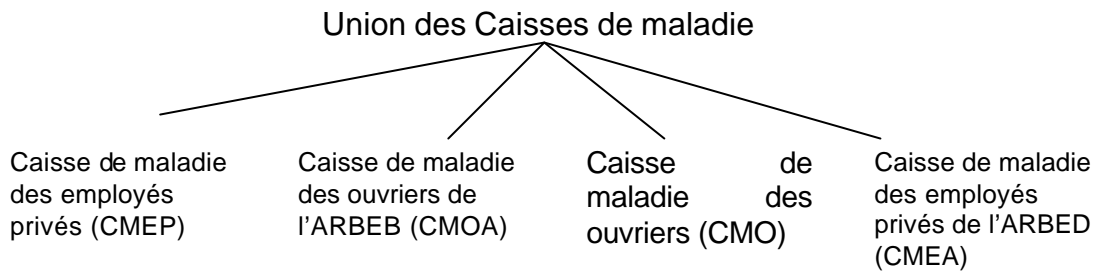 Union des Caisses de maladie
Caisse de maladie
des employés
privés (CMEP)
Caisse de maladie
des ouvriers de
l'ARBEB (CMOA)
Caisse de
maladie des
ouvriers (CMO)
Caisse de maladie
des employés
privés de l'ARBED
(CMEA)